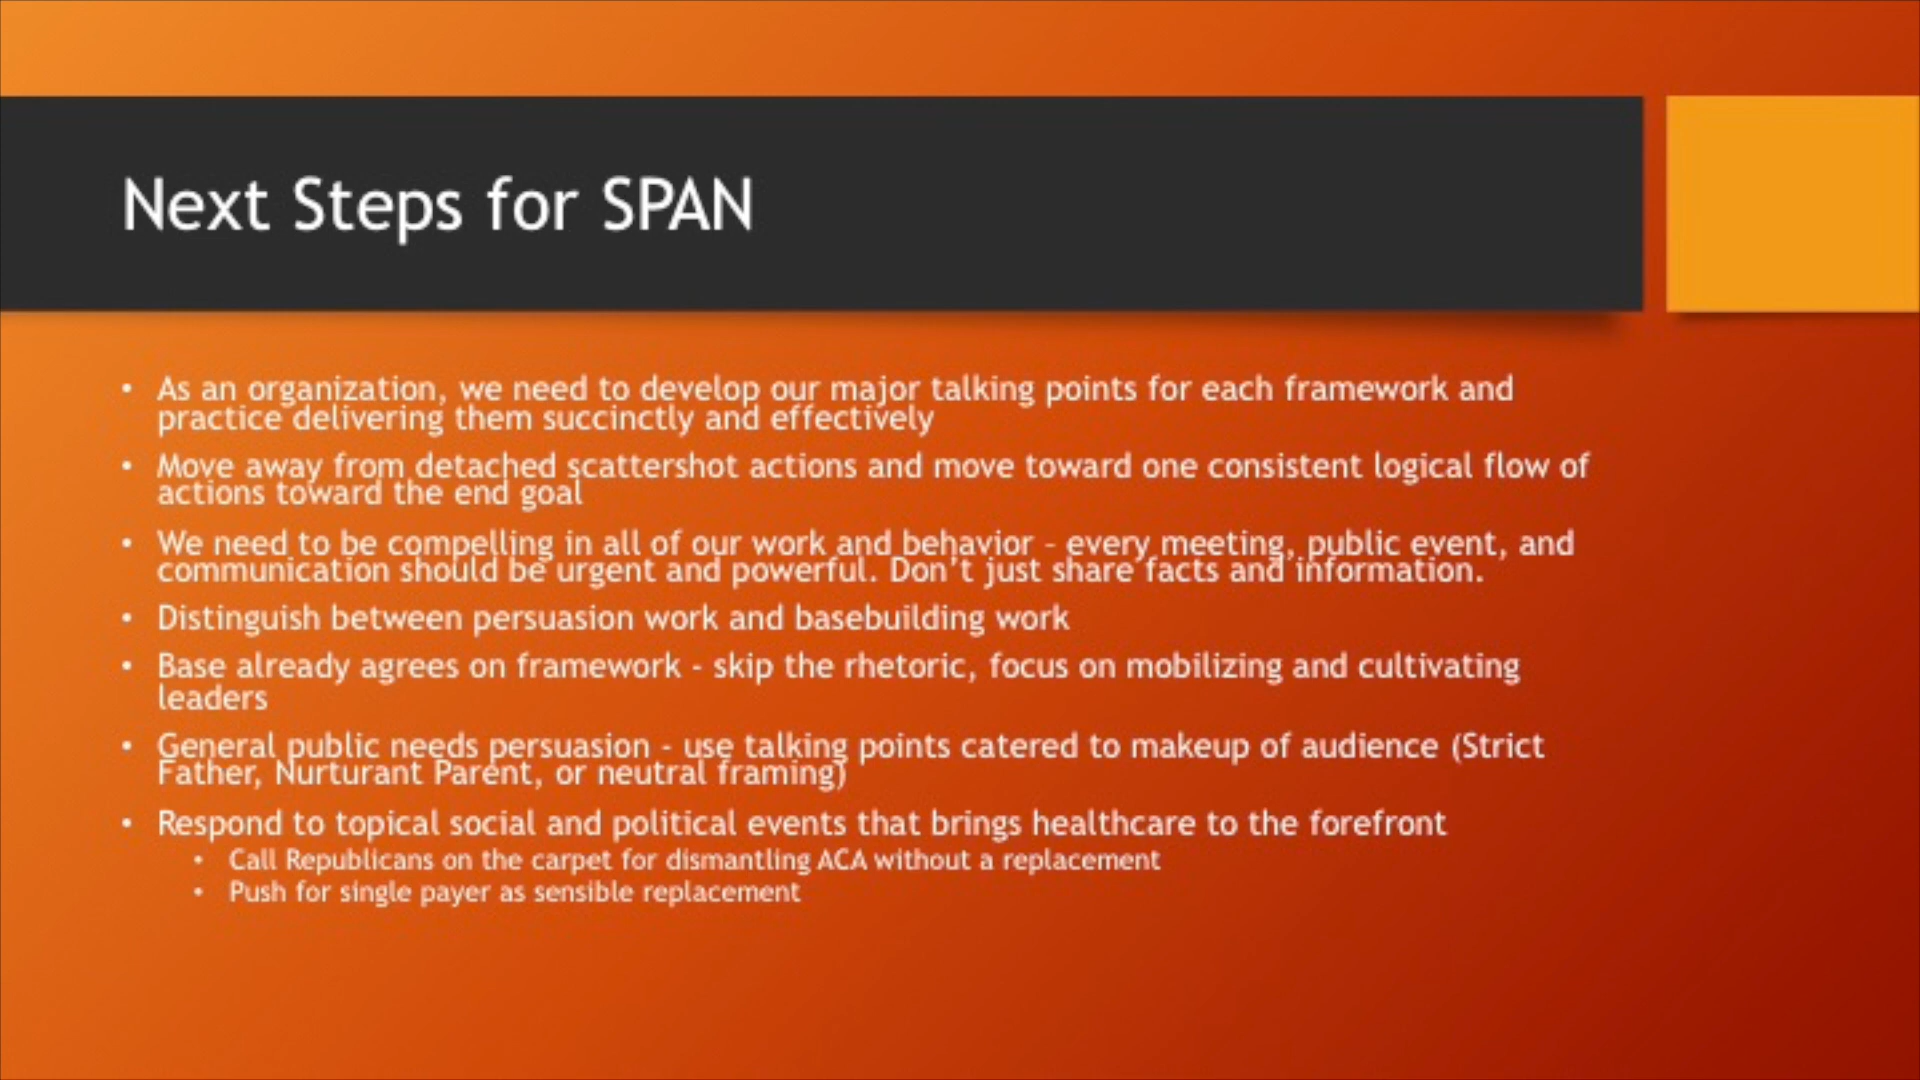 Next Steps for SPAN
• As an organization, we need to develop our major talking points for each framework and
practice delivering them succinctly and effectively
• Move away from detached scattershot actions and move toward one consistent logical flow of
actions toward the end goal
• We need to be compelling in all of our work and behavior – every meeting, public event, and
communication should be urgent and powerful. Don't just share facts and information.
• Distinguish between persuasion work and basebuilding work
• Base already agrees on framework - skip the rhetoric, focus on mobilizing and cultivating
leaders
• General public needs persuasion - use talking points catered to makeup of audience (Strict
Father, Nurturant Parent, or neutral framing)
• Respond to topical social and political events that brings healthcare to the forefront
• Call Republicans on the carpet for dismantling ACA without a replacement
• Push for single payer as sensible replacement